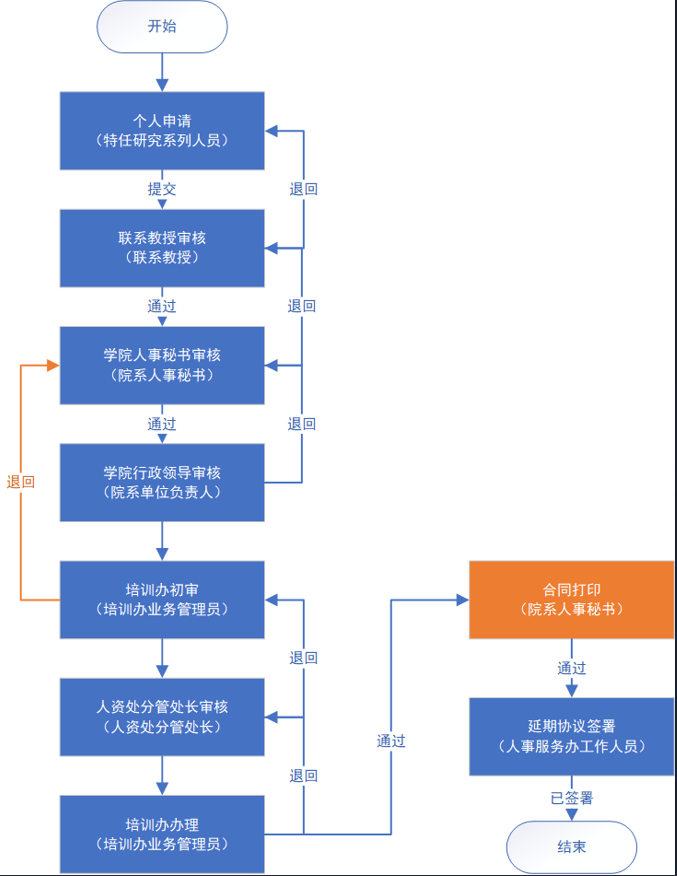 开始
个人申请
（特任研究系列人员）
提交
退回
联系教授审核
（联系教授）
通过
退回
学院人事秘书审核
（院系人事秘书）
通过
退回
学院行政领导审核
（院系单位负责人）
退回
培训办初审
（培训办业务管理员）
合同打印
（院系人事秘书）
退回
通过
人资处分管处长审核
（人资处分管处长）
延期协议签署
（人事服务办工作人员）
通过
退回
已签署
培训办办理
（培训办业务管理员）
结束